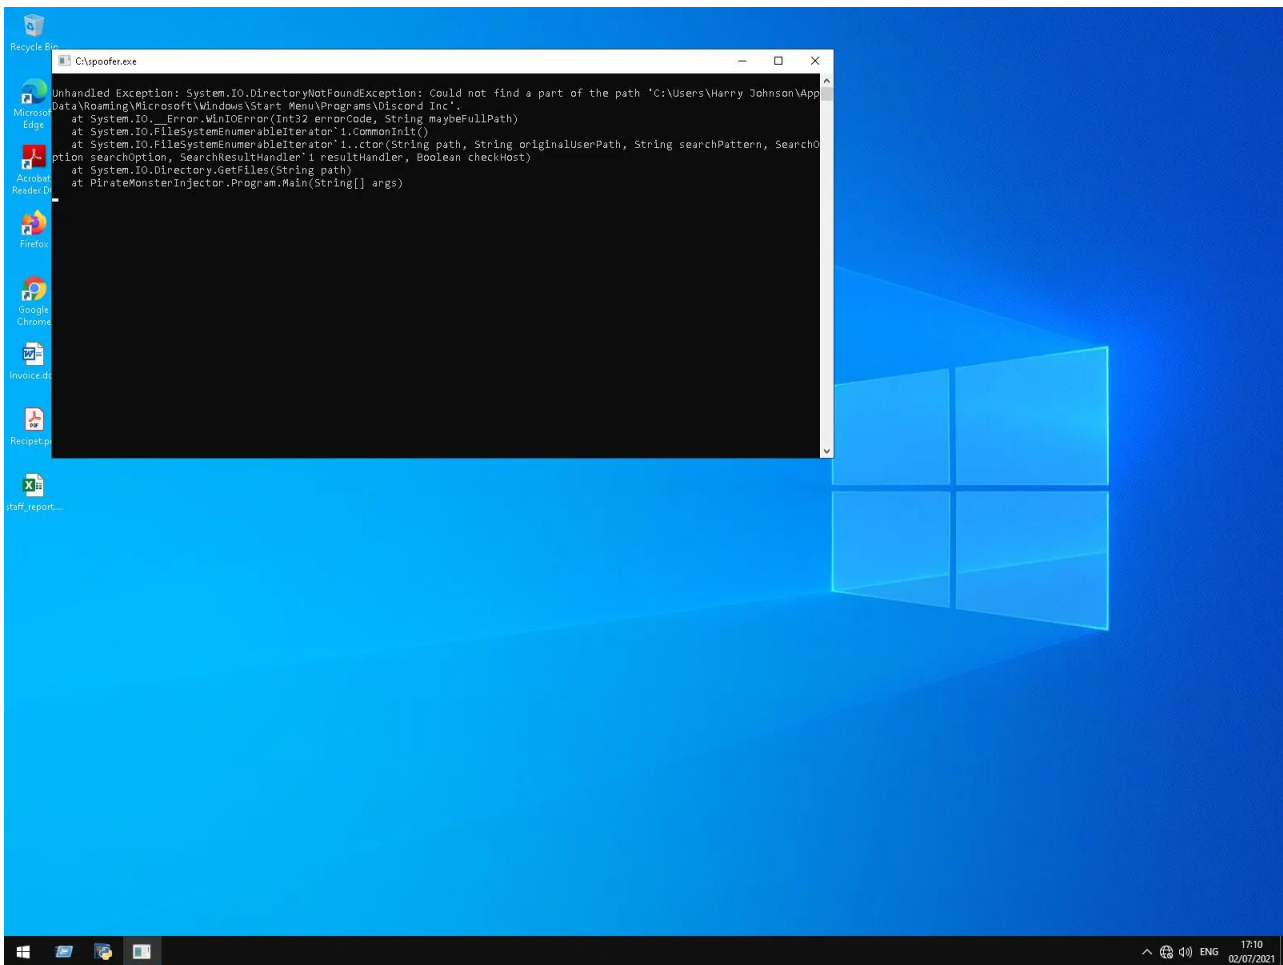 Recycle Bin
C:\spoofer.exe
Unhandled Exception: System.IO.DirectoryNotFoundException: Could not find a part of the path 'C:\Users\Harry Johnson\App
Data\Roaming\Microsoft\Windows\Start Menu\Programs\Discord Inc'.
   at System.IO.__Error.WinIOError(Int32 errorCode, String maybeFullPath)
   at System.IO.FileSystemEnumerableIterator`1.CommonInit()
   at System.IO.FileSystemEnumerableIterator`1..ctor(String path, String originalUserPath, String searchPattern, SearchO
ption searchOption, SearchResultHandler`1 resultHandler, Boolean checkHost)
   at System.IO.Directory.GetFiles(String path)
   at PirateMonsterInjector.Program.Main(String[] args)
Microsof
Edge
Acrobat
Reader D
Firefox
Google
Chrome
Invoice.do
PDF
Recipet.p
staff_report....
ENG
17:10
02/07/2021